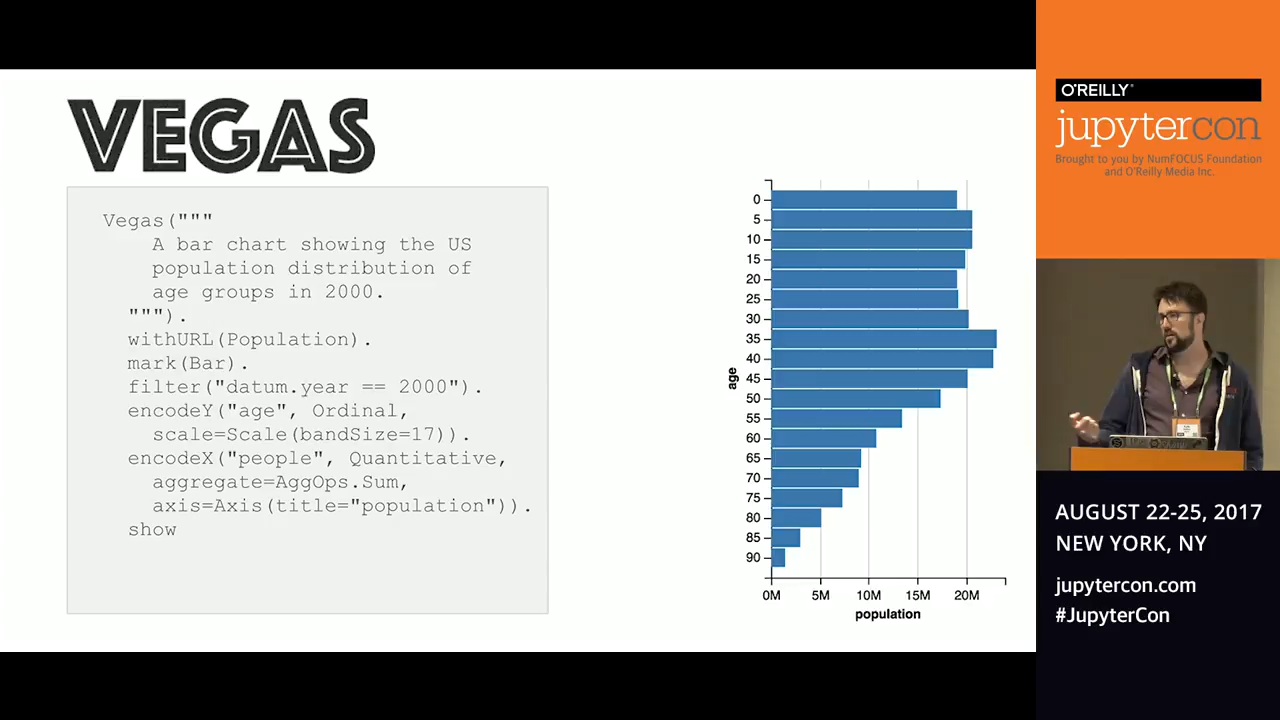 VEGAS
Vegas("""
A bar chart showing the US
population distribution of
age groups in 2000.
""").
withURL(Population).
mark(Bar).
filter("datum.year == 2000").
encodeY("age", Ordinal,
scale=Scale(bandSize=17)).
encodeX("people", Quantitative,
aggregate=AggOps.Sum,
axis=Axis(title="population")).
show
age
0
5
10
15
20
25
30
35
40
45
50
55
60
65
70
75
80
85
90
0M 5M 10M 15M 20M
population
O'REILLY®
jupytercon
Brought to you by NumFOCUS Foundation
and O'Reilly Media Inc.
AUGUST 22-25, 2017
NEW YORK, NY
jupytercon.com
#JupyterCon